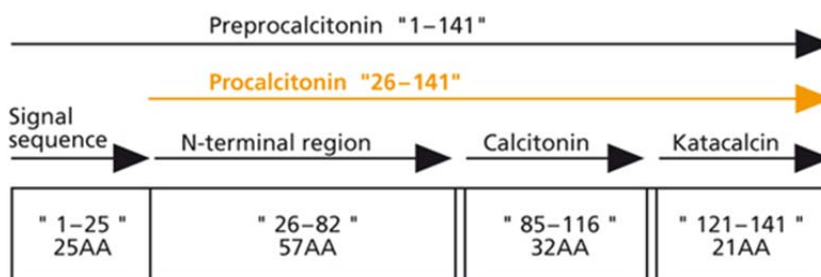 Preprocalcitonin "1–141"
Procalcitonin "26–141"
Signal
sequence
N-terminal region
Calcitonin
Katacalcin
" 1–25 "
25AA
" 26–82 "
57AA
" 85–116 "
32AA
" 121–141 "
21AA